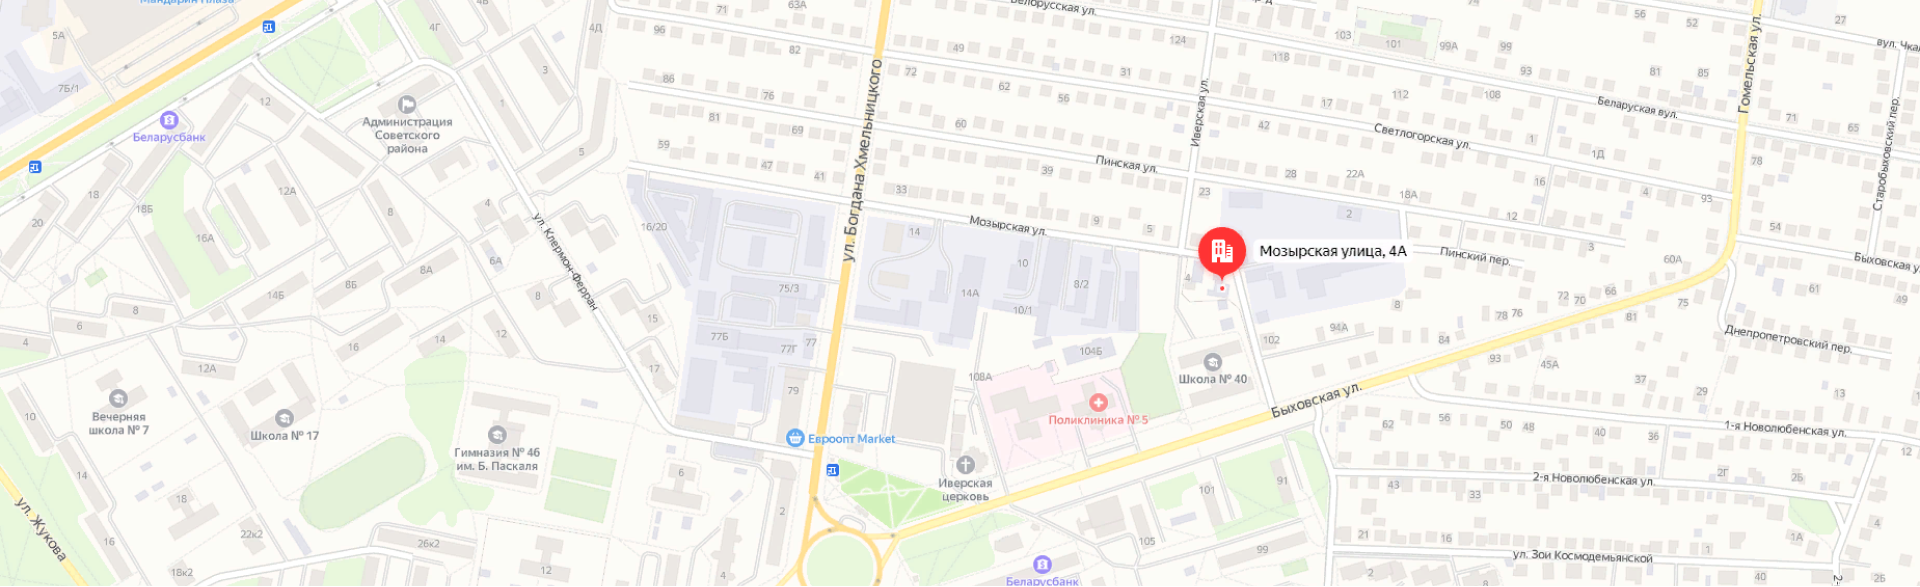 Мандарин Плаза
5А
7Б/1
Беларусбанк
12
4Г
4В
4Д
3
1
5
Администрация
Советского
района
18
18Б
20
12А
16А
8
4
6А
8А
14Б
8
6
4
16
14
12
12А
15
17
ул. Клермон-Ферран
10
Вечерняя
школа № 7
Школа № 17
Гимназия № 46
им. Б. Паскаля
14
18
22к2
18к2
26к2
12
6
2
ул. Жукова
71
63А
82
96
86
76
81
69
59
47
41
ул. Богдана Хмельницкого
16/20
75/3
77Б
77Г
77
79
Евроопт Market
Белорусская ул.
49
124
72
62
56
31
60
39
33
Пинская ул.
Мозырская ул.
9
5
14
14А
10
10/1
8/2
104Б
108А
Поликлиника № 5
Иверская
церковь
Беларусбанк
105
101
99
Иверская ул.
118
103
101
99А
93
56
52
81
85
27
вул. Чка
Беларуская вул.
17
112
108
42
Светлогорская ул.
1
1Д
71
65
78
Гомельская ул.
Старобыховский пер.
23
28
22А
18А
16
4
93
12
2
3
54
Мозырская улица, 4А
4
Пинский пер.
60А
Быховская ул
61
49
8
72
70
66
78
76
75
81
84
94А
102
Школа № 40
93
45А
37
29
13
Днепропетровский пер.
Быховская ул.
62
56
50
48
40
36
1-я Новолюбенская ул.
43
33
2-я Новолюбенская ул.
2Г
2Б
21
11
1
1А
ул. Зои Космодемьянской
40
2Б
2-